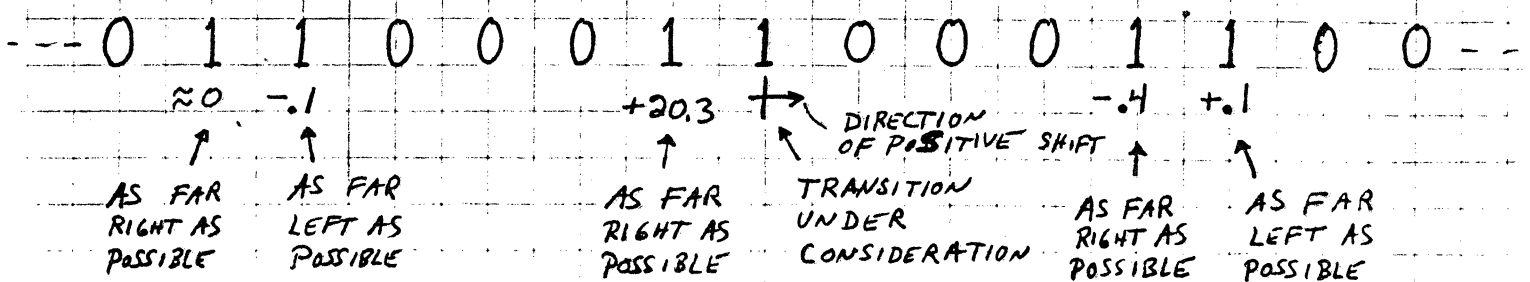 --- 0 1 1 0 0 0 1 1 0 0 0 1 1 0 0 --
≈0 -.1 +20.3 -.4 +.1
DIRECTION
OF POSITIVE SHIFT
AS FAR
RIGHT AS
POSSIBLE
AS FAR
LEFT AS
POSSIBLE
AS FAR
RIGHT AS
POSSIBLE
TRANSITION
UNDER
CONSIDERATION
AS FAR
RIGHT AS
POSSIBLE
AS FAR
LEFT AS
POSSIBLE